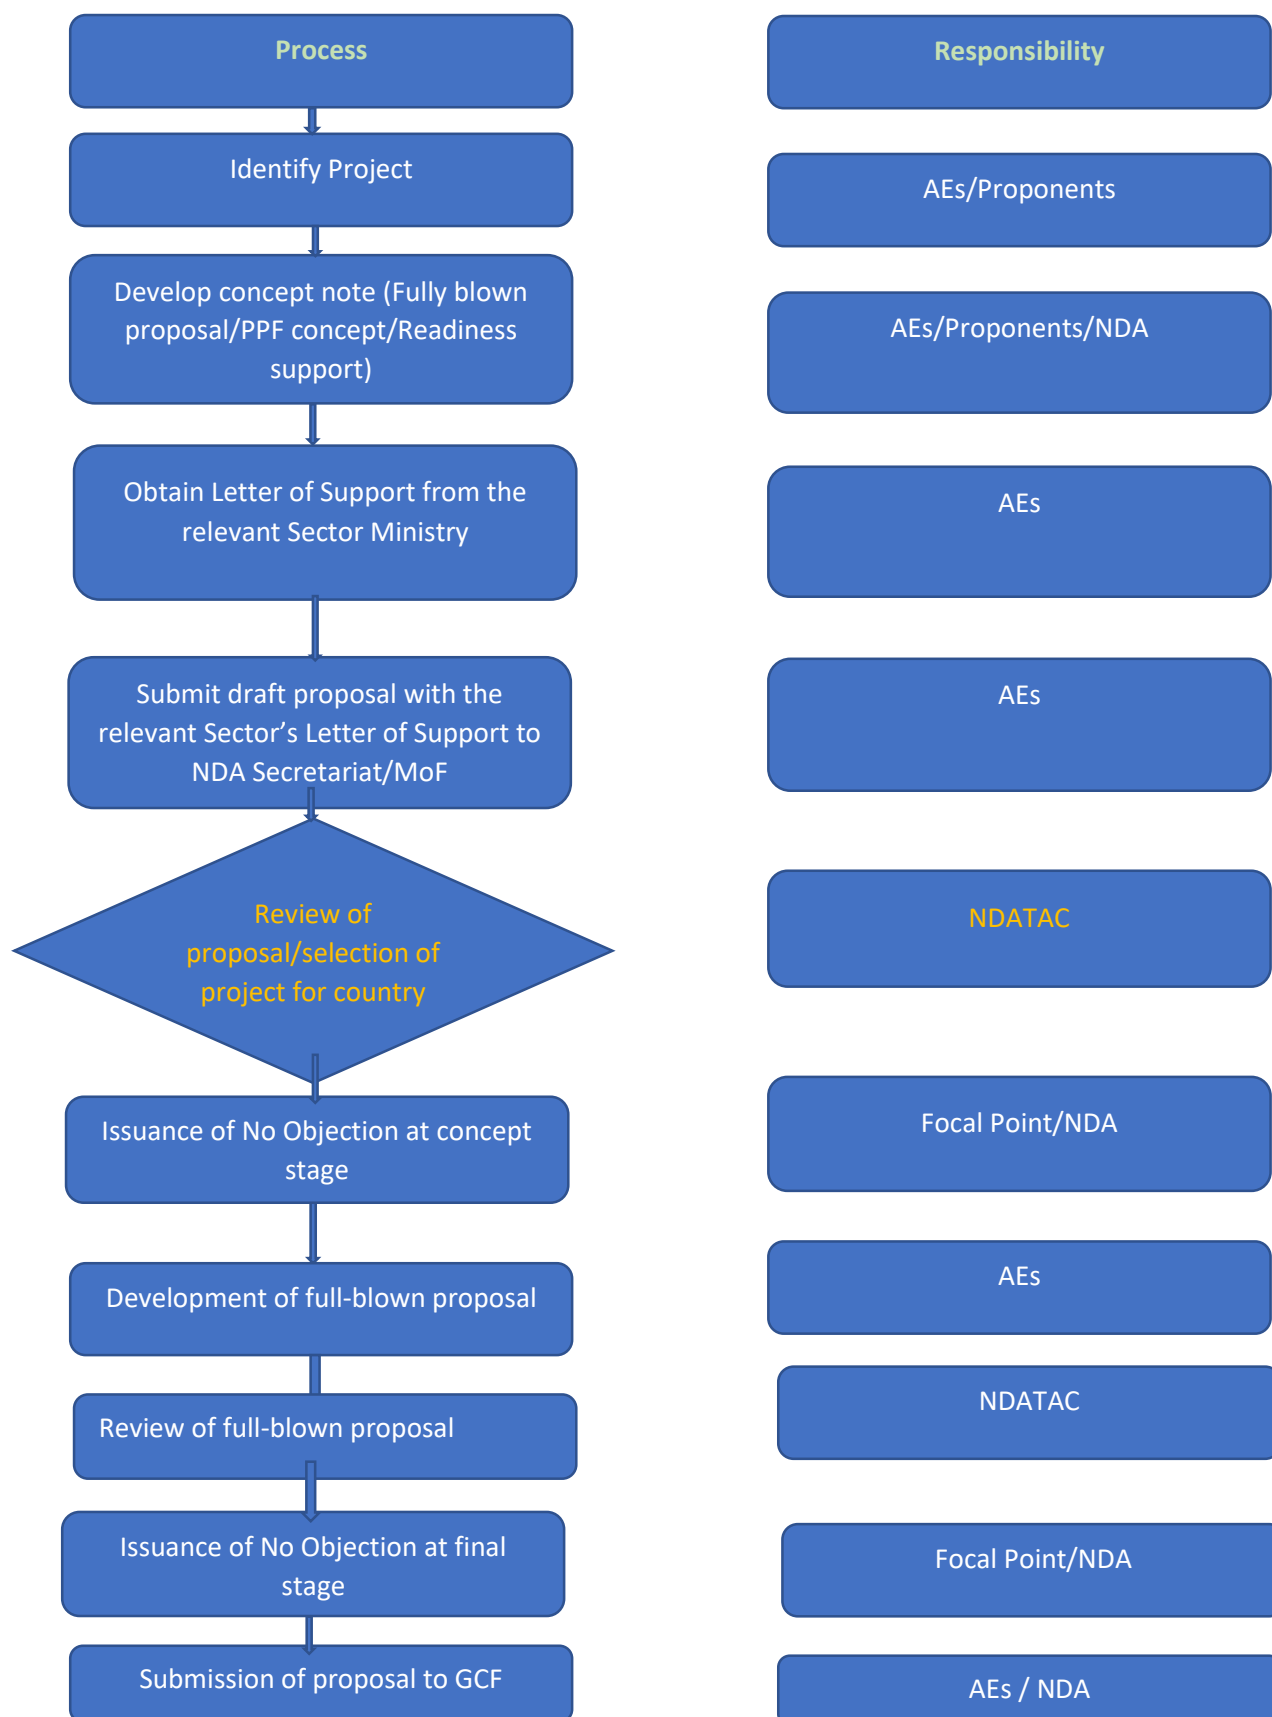 Process
Responsibility
Identify Project
AEs/Proponents
Develop concept note (Fully blown
proposal/PPF concept/Readiness
support)
AEs/Proponents/NDA
Obtain Letter of Support from the
relevant Sector Ministry
AEs
Submit draft proposal with the
relevant Sector’s Letter of Support to
NDA Secretariat/MoF
AEs
Review of
proposal/selection of
project for country
NDATAC
Issuance of No Objection at concept
stage
Focal Point/NDA
Development of full-blown proposal
AEs
Review of full-blown proposal
NDATAC
Issuance of No Objection at final
stage
Focal Point/NDA
Submission of proposal to GCF
AEs / NDA